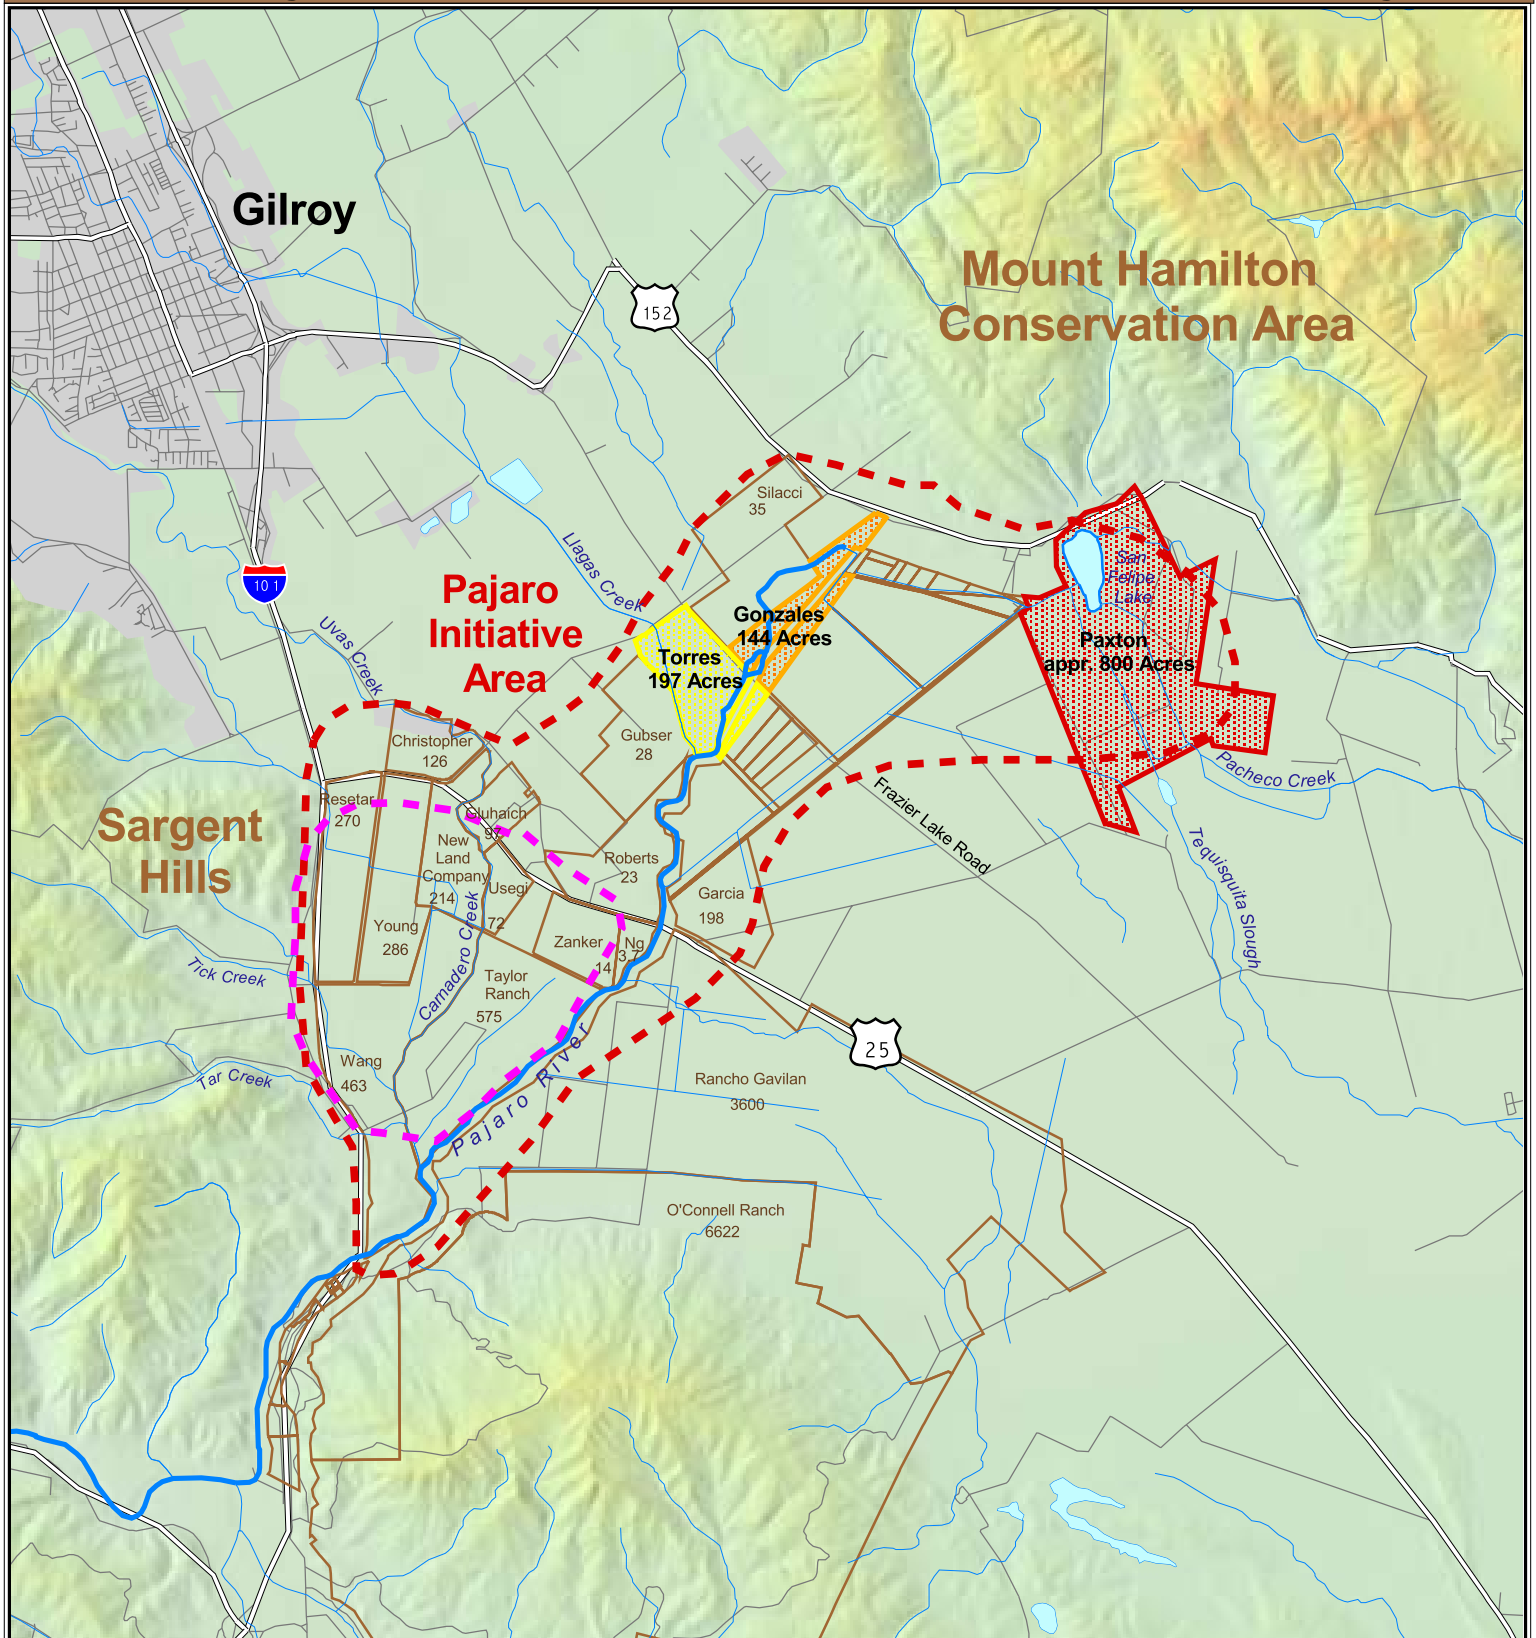 Gilroy
152
Mount Hamilton
Conservation Area
Silacci
35
Llagas Creek
Pajaro
Initiative
Area
101
Uvas Creek
San
Felipe
Lake
Gonzales
144 Acres
Torres
197 Acres
Paxton
appr. 800 Acres
Gubser
28
Christopher
126
Pacheco Creek
Frazier Lake Road
Sargent
Hills
Resetar
270
Gluhaich
97
New
Land
Company
214
Usegi
72
Roberts
23
Garcia
198
Tequisquita Slough
Young
286
Carnadero Creek
Zanker
14
Ng
3.7
Tick Creek
Taylor
Ranch
575
25
Wang
463
Tar Creek
Pajaro River
Rancho Gavilan
3600
O'Connell Ranch
6622